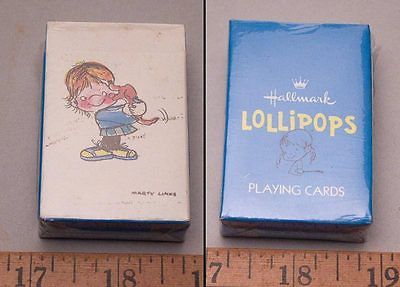 MARTY LINKS
Hallmark
LOLLiPOPS
PLAYING CARDS
17 18 19
17 18